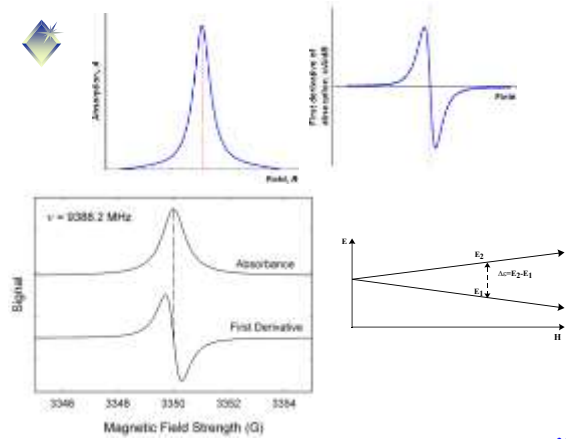 Absorption, A
Field, B
First derivative of
absorption, dA/dB
Field
ν = 9388.2 MHz
Absorbance
First Derivative
Signal
3346
3348
3350
3352
3354
Magnetic Field Strength (G)
E
E2
Δε=E2-E1
E1
H